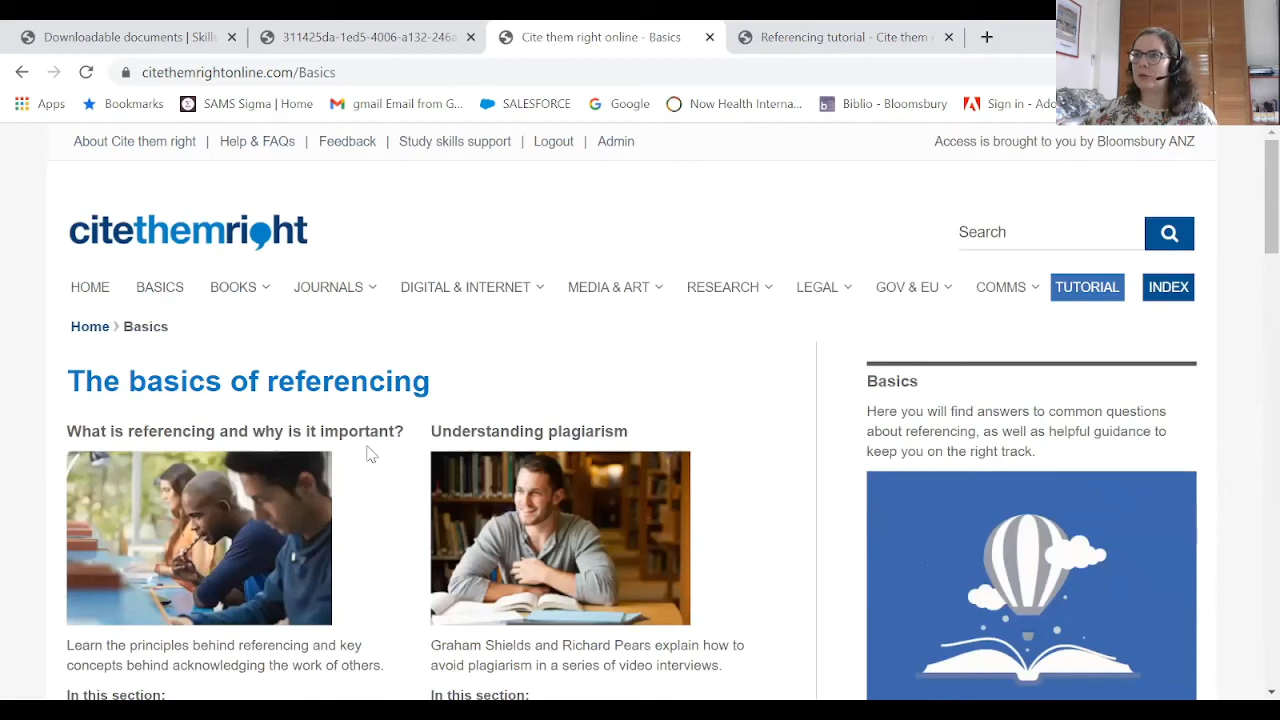 Downloadable documents | Skills
311425da-1ed5-4006-a132-246a
Cite them right online - Basics
Referencing tutorial - Cite them
citethemrightonline.com/Basics
Apps
Bookmarks
SAMS Sigma | Home
gmail Email from G...
SALESFORCE
Google
Now Health Interna...
Biblio - Bloomsbury
Sign in - Ado
About Cite them right | Help & FAQs | Feedback | Study skills support | Logout | Admin
Access is brought to you by Bloomsbury ANZ
citethemright
Search
HOME
BASICS
BOOKS
JOURNALS
DIGITAL & INTERNET
MEDIA & ART
RESEARCH
LEGAL
GOV & EU
COMMS
TUTORIAL
INDEX
Home > Basics
The basics of referencing
What is referencing and why is it important?
Learn the principles behind referencing and key
concepts behind acknowledging the work of others.
In this section:
Understanding plagiarism
Graham Shields and Richard Pears explain how to
avoid plagiarism in a series of video interviews.
In this section:
Basics
Here you will find answers to common questions
about referencing, as well as helpful guidance to
keep you on the right track.